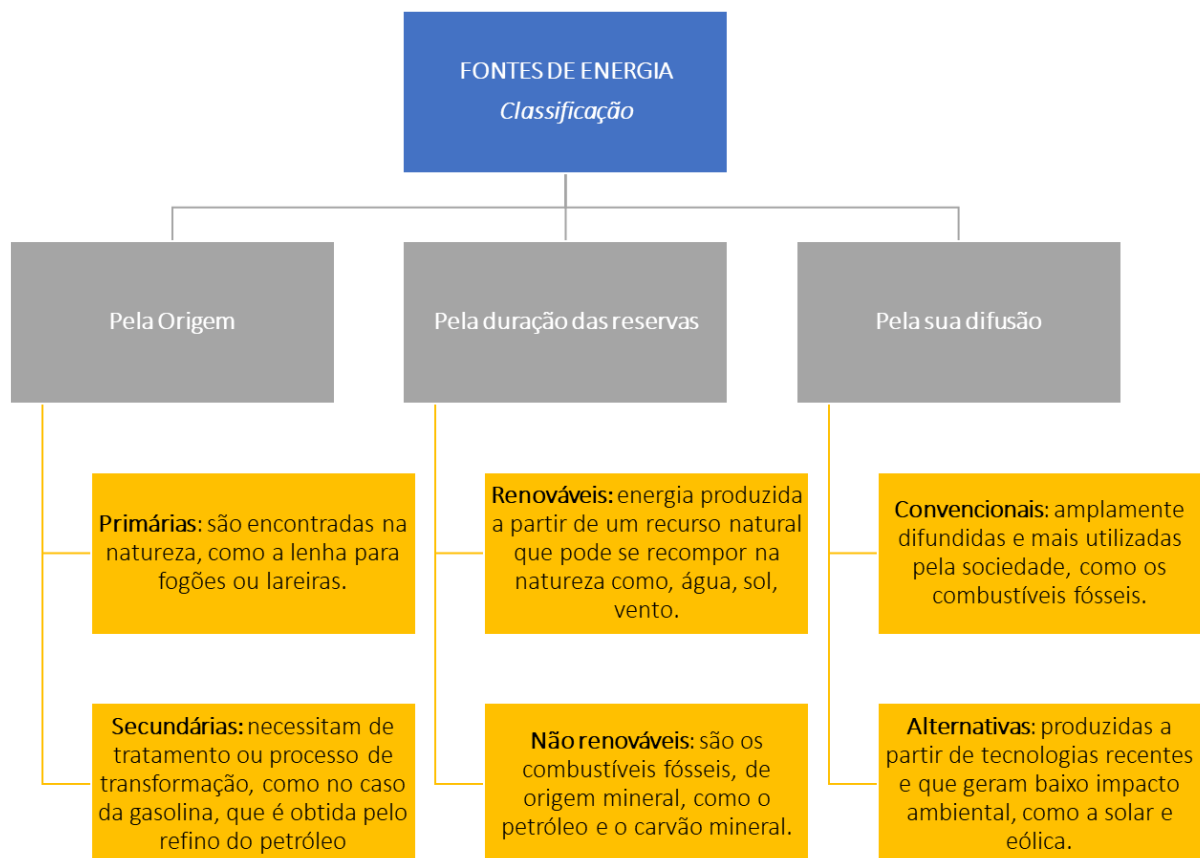 FONTES DE ENERGIA
Classificação
Pela Origem
Pela duração das reservas
Pela sua difusão
Primárias: são encontradas na
natureza, como a lenha para
fogões ou lareiras.
Renováveis: energia produzida
a partir de um recurso natural
que pode se recompor na
natureza como, água, sol,
vento.
Convencionais: amplamente
difundidas e mais utilizadas
pela sociedade, como os
combustíveis fósseis.
Secundárias: necessitam de
tratamento ou processo de
transformação, como no caso
da gasolina, que é obtida pelo
refino do petróleo
Não renováveis: são os
combustíveis fósseis, de
origem mineral, como o
petróleo e o carvão mineral.
Alternativas: produzidas a
partir de tecnologias recentes
e que geram baixo impacto
ambiental, como a solar e
eólica.